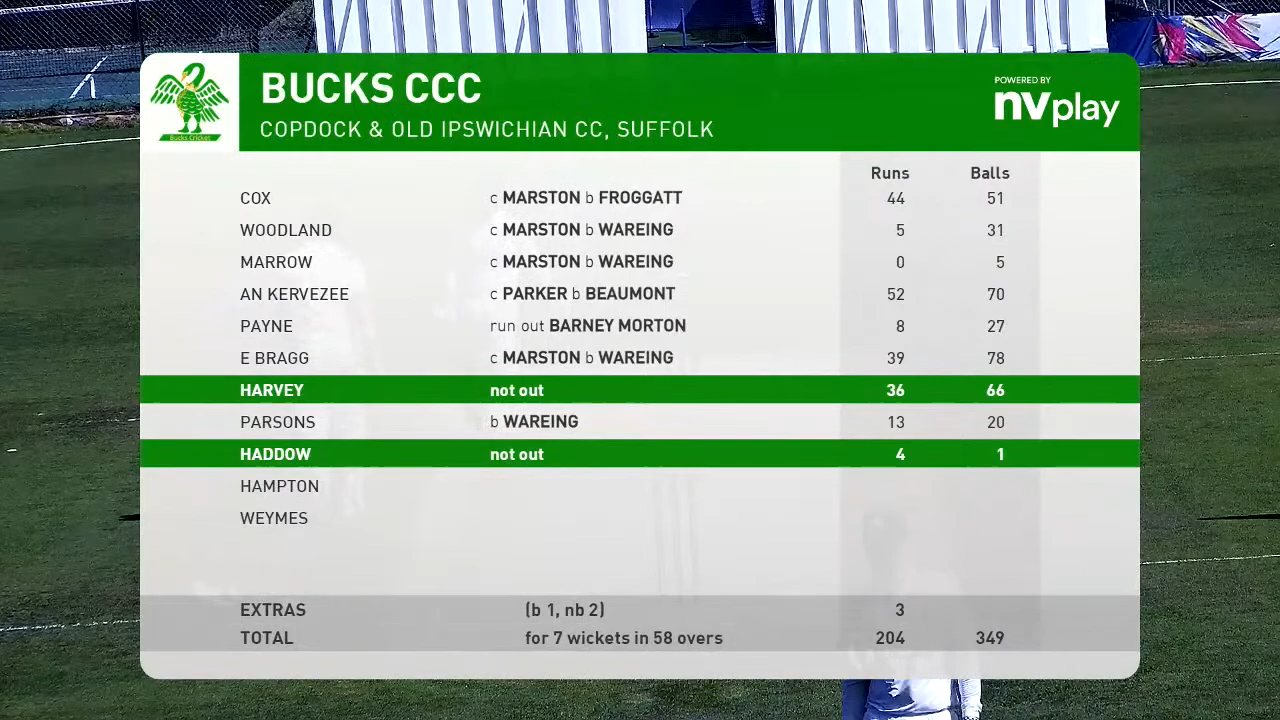 BUCKS CCC
COPDOCK & OLD IPSWICHIAN CC, SUFFOLK
POWERED BY
nvplay
Bucks Cricket
Runs Balls
COX c MARSTON b FROGGATT 44 51
WOODLAND c MARSTON b WAREING 5 31
MARROW c MARSTON b WAREING 0 5
AN KERVEZEE c PARKER b BEAUMONT 52 70
PAYNE run out BARNEY MORTON 8 27
E BRAGG c MARSTON b WAREING 39 78
HARVEY not out 36 66
PARSONS b WAREING 13 20
HADDOW not out 4 1
HAMPTON
WEYMES
EXTRAS (b 1, nb 2) 3
TOTAL for 7 wickets in 58 overs 204 349